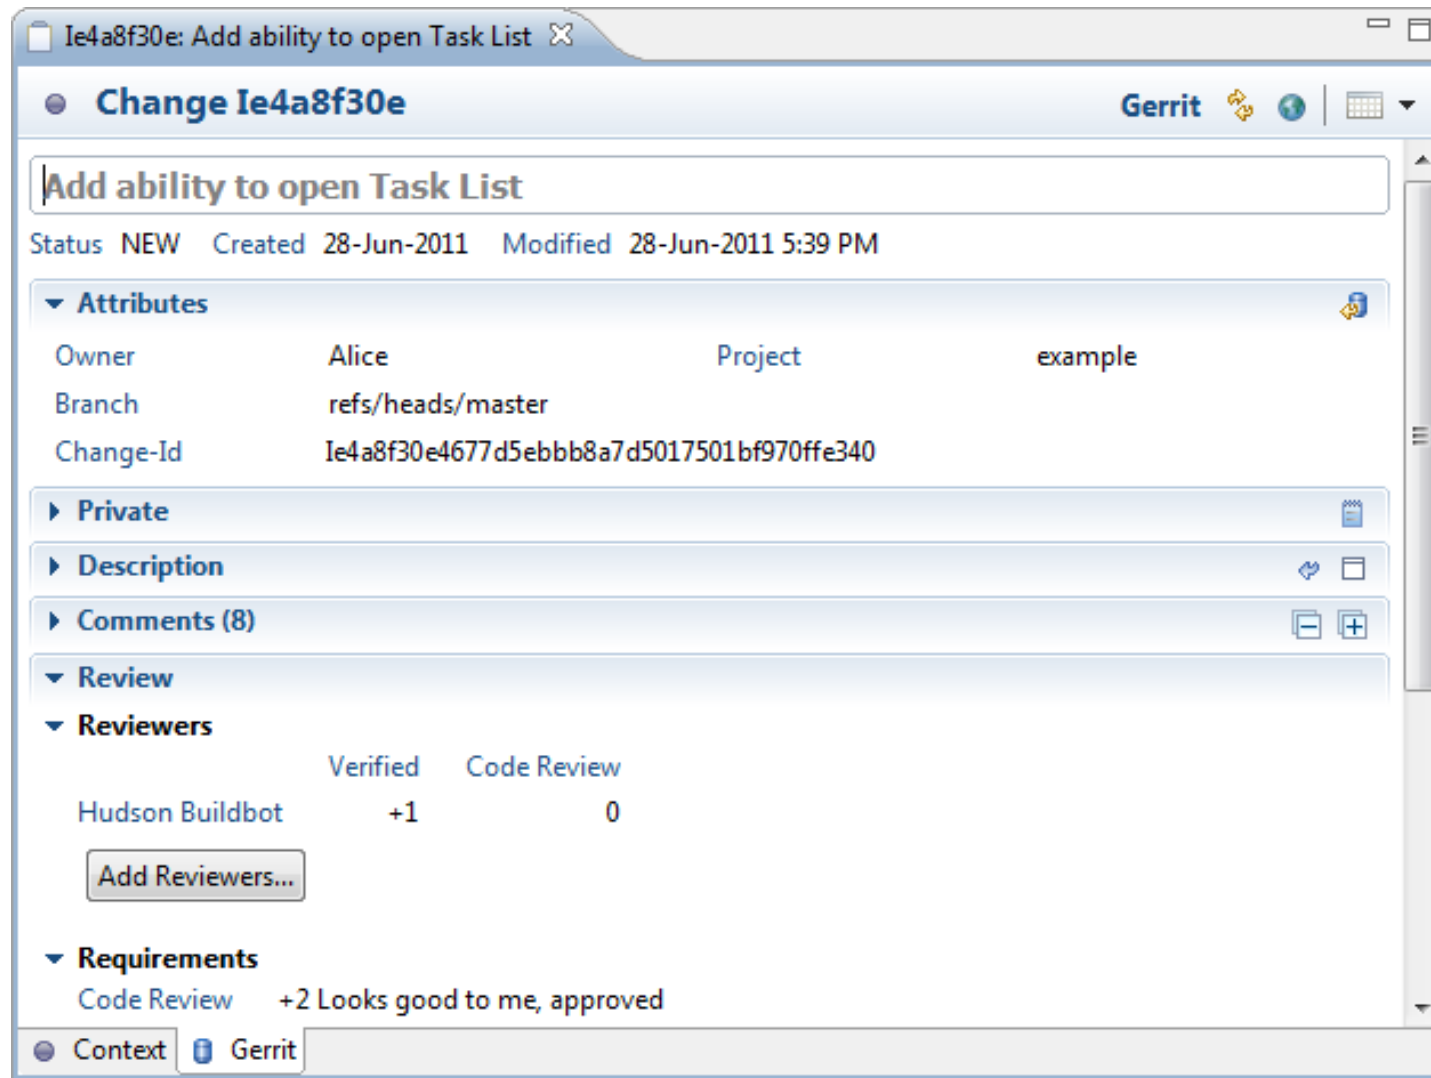 Ie4a8f30e: Add ability to open Task List
Change Ie4a8f30e Gerrit
Add ability to open Task List
Status NEW Created 28-Jun-2011 Modified 28-Jun-2011 5:39 PM
Attributes
Owner Alice Project example
Branch refs/heads/master
Change-Id Ie4a8f30e4677d5ebbb8a7d5017501bf970ffe340
Private
Description
Comments (8)
Review
Reviewers
Verified Code Review
Hudson Buildbot +1 0
Add Reviewers...
Requirements
Code Review +2 Looks good to me, approved
Context Gerrit